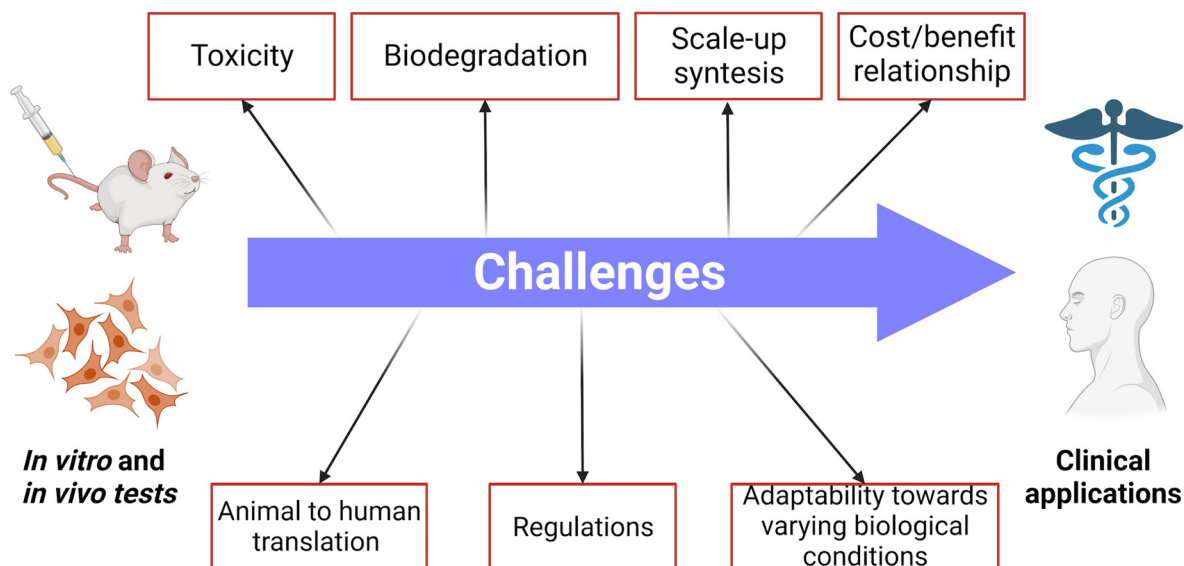 Toxicity
Biodegradation
Scale-up
syntesis
Cost/benefit
relationship
Challenges
In vitro and
in vivo tests
Clinical
applications
Animal to human
translation
Regulations
Adaptability towards
varying biological
conditions